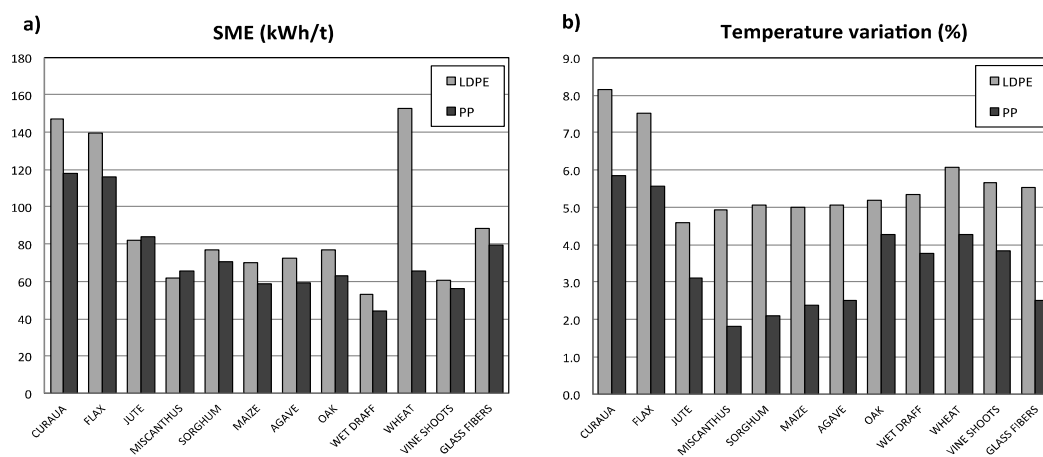 a)
SME (kWh/t)
180
160
140
120
100
80
60
40
20
0
LDPE
PP
CURAUA
FLAX
JUTE
MISCANTHUS
SORGHUM
MAIZE
AGAVE
OAK
WET DRAFF
WHEAT
VINE SHOOTS
GLASS FIBERS
b)
Temperature variation (%)
9.0
8.0
7.0
6.0
5.0
4.0
3.0
2.0
1.0
0.0
LDPE
PP
CURAUA
FLAX
JUTE
MISCANTHUS
SORGHUM
MAIZE
AGAVE
OAK
WET DRAFF
WHEAT
VINE SHOOTS
GLASS FIBERS